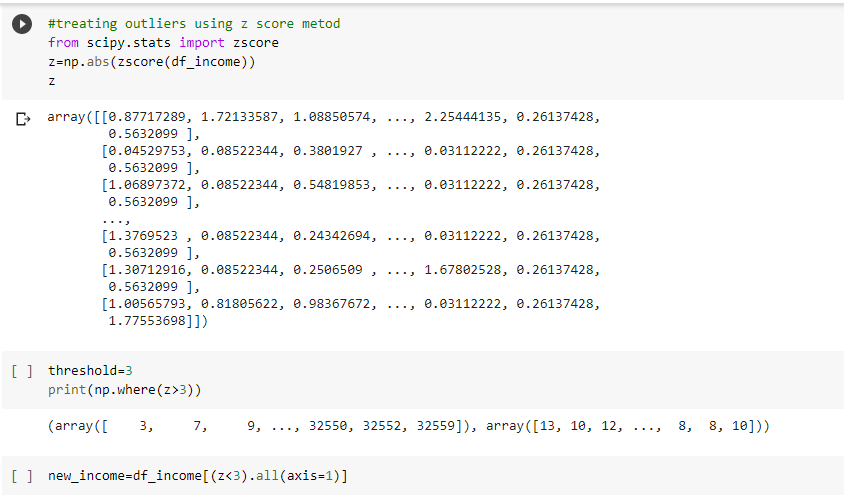 #treating outliers using z score metod
from scipy.stats import zscore
z=np.abs(zscore(df_income))
z
array([[0.87717289, 1.72133587, 1.08850574, ..., 2.25444135, 0.26137428,
0.5632099 ],
[0.04529753, 0.08522344, 0.3801927 , ..., 0.03112222, 0.26137428,
0.5632099 ],
[1.06897372, 0.08522344, 0.54819853, ..., 0.03112222, 0.26137428,
0.5632099 ],
...,
[1.3769523 , 0.08522344, 0.24342694, ..., 0.03112222, 0.26137428,
0.5632099 ],
[1.30712916, 0.08522344, 0.2506509 , ..., 1.67802528, 0.26137428,
0.5632099 ],
[1.00565793, 0.81805622, 0.98367672, ..., 0.03112222, 0.26137428,
1.77553698]])
[ ] threshold=3
print(np.where(z>3))
(array([    3,     7,     9, ..., 32550, 32552, 32559]), array([13, 10, 12, ...,  8,  8, 10]))
[ ] new_income=df_income[(z<3).all(axis=1)]